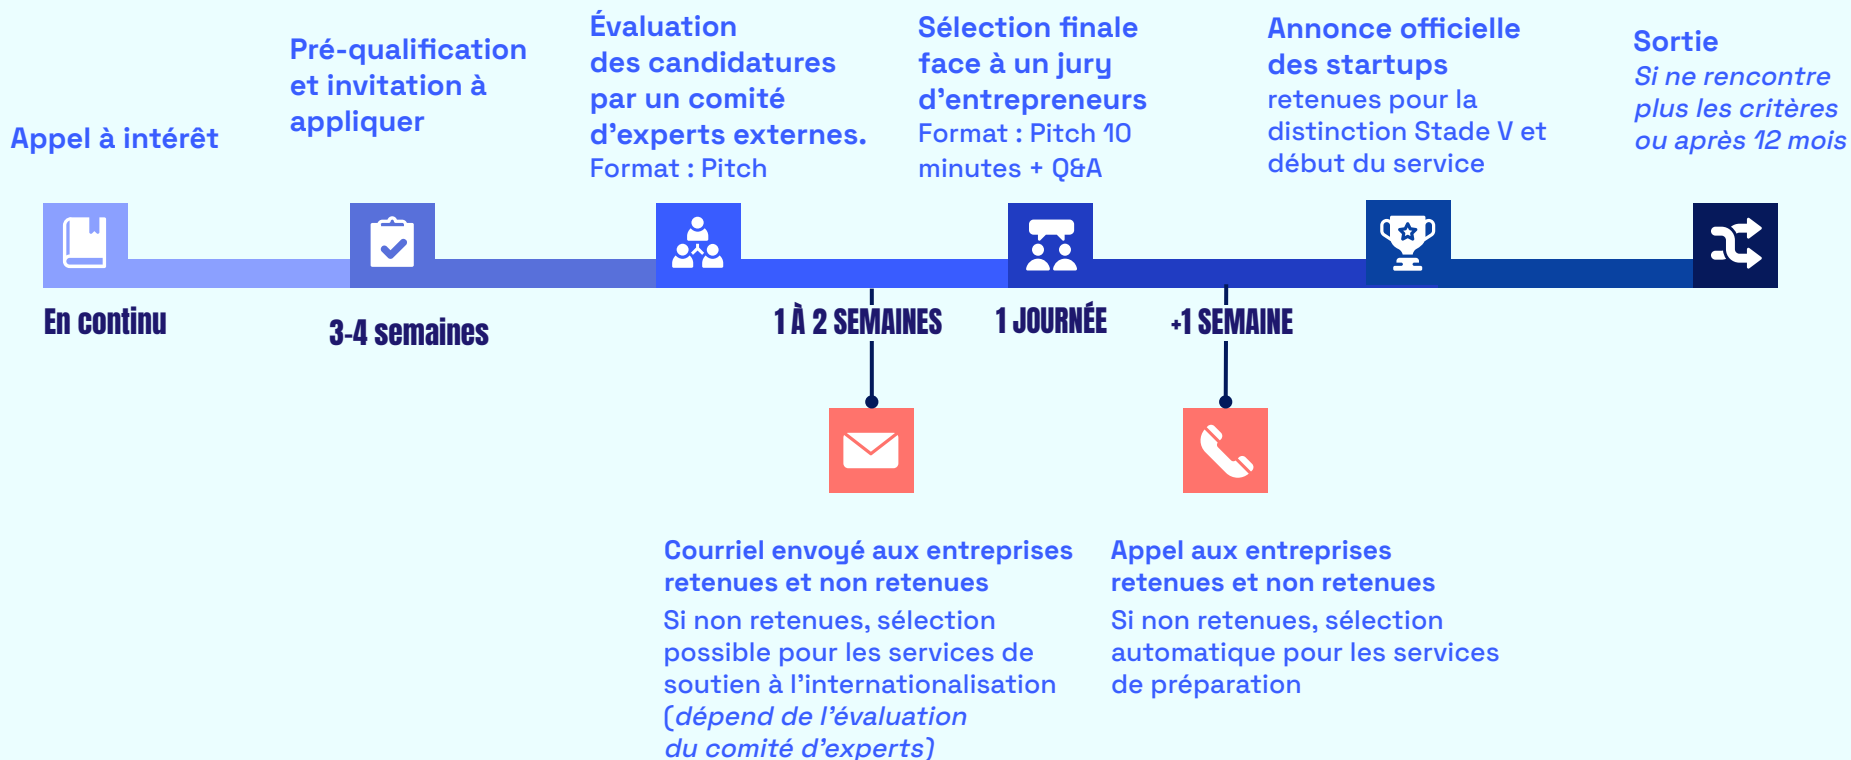 Appel à intérêt
Pré-qualification
et invitation à
appliquer
Évaluation
des candidatures
par un comité
d'experts externes.
Format : Pitch
Sélection finale
face à un jury
d'entrepreneurs
Format : Pitch 10
minutes + Q&A
Annonce officielle
des startups
retenues pour la
distinction Stade V et
début du service
Sortie
Si ne rencontre
plus les critères
ou après 12 mois
En continu
3-4 semaines
1 À 2 SEMAINES
1 JOURNÉE
+1 SEMAINE
Courriel envoyé aux entreprises
retenues et non retenues
Si non retenues, sélection
possible pour les services de
soutien à l'internationalisation
(dépend de l'évaluation
du comité d'experts)
Appel aux entreprises
retenues et non retenues
Si non retenues, sélection
automatique pour les services
de préparation